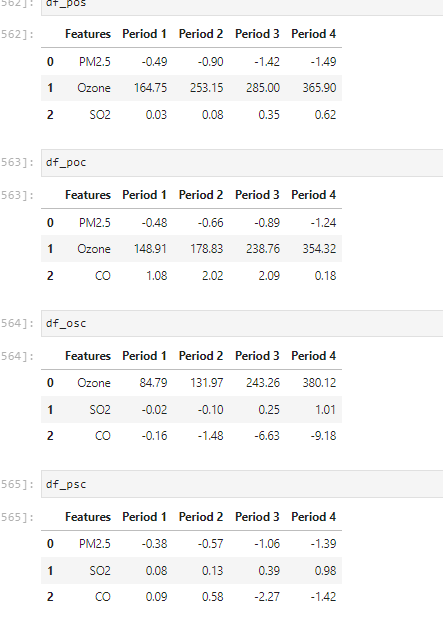 562]: df_pos
562]: Features Period 1 Period 2 Period 3 Period 4
0 PM2.5 -0.49 -0.90 -1.42 -1.49
1 Ozone 164.75 253.15 285.00 365.90
2 SO2 0.03 0.08 0.35 0.62
563]: df_poc
563]: Features Period 1 Period 2 Period 3 Period 4
0 PM2.5 -0.48 -0.66 -0.89 -1.24
1 Ozone 148.91 178.83 238.76 354.32
2 CO 1.08 2.02 2.09 0.18
564]: df_osc
564]: Features Period 1 Period 2 Period 3 Period 4
0 Ozone 84.79 131.97 243.26 380.12
1 SO2 -0.02 -0.10 0.25 1.01
2 CO -0.16 -1.48 -6.63 -9.18
565]: df_psc
565]: Features Period 1 Period 2 Period 3 Period 4
0 PM2.5 -0.38 -0.57 -1.06 -1.39
1 SO2 0.08 0.13 0.39 0.98
2 CO 0.09 0.58 -2.27 -1.42